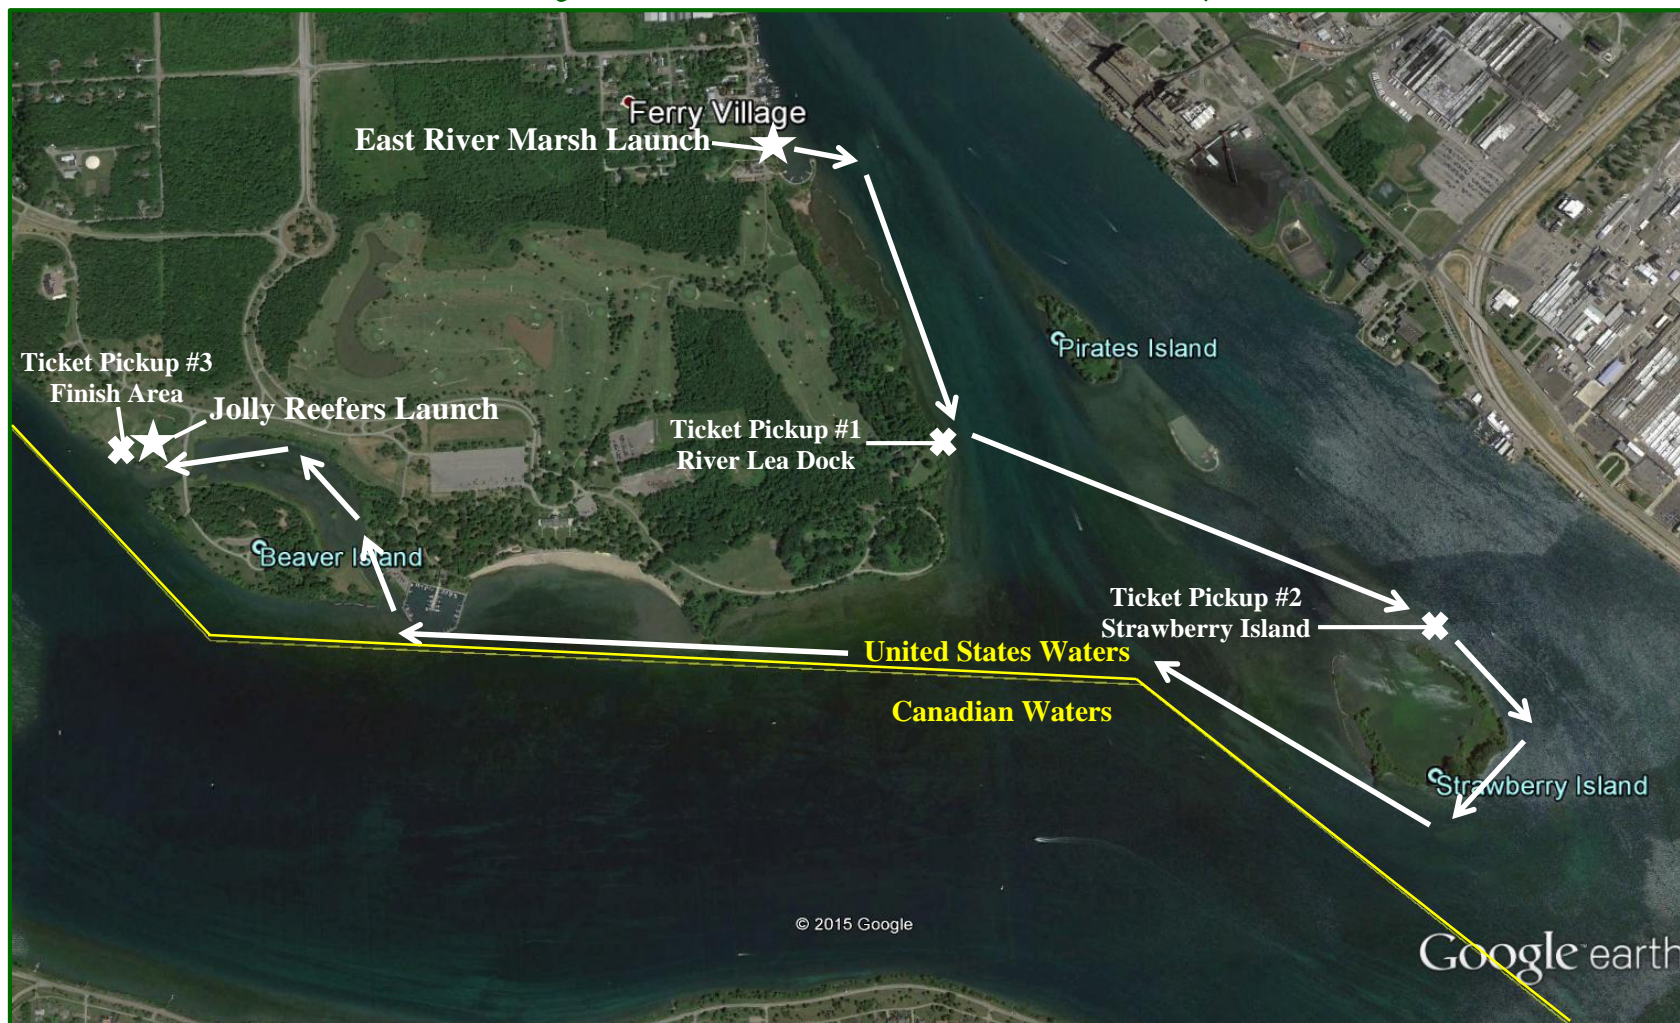 Ferry Village
East River Marsh Launch
Pirates Island
Ticket Pickup #3
Finish Area
Jolly Reefers Launch
Ticket Pickup #1
River Lea Dock
Beaver Island
Ticket Pickup #2
Strawberry Island
United States Waters
Canadian Waters
Strawberry Island
© 2015 Google
Google earth